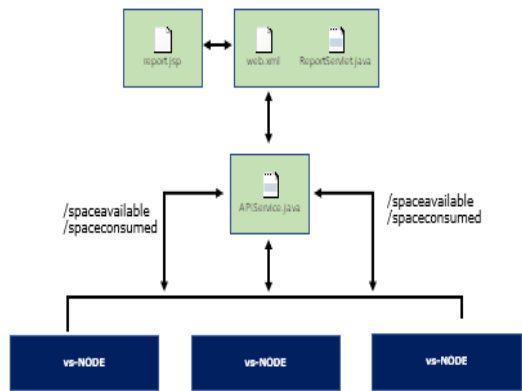 report.jsp
web.xml
ReportServlet.java
APIService.java
/spaceavailable
/spaceconsumed
/spaceavailable
/spaceconsumed
vs-NODE
vs-NODE
vs-NODE